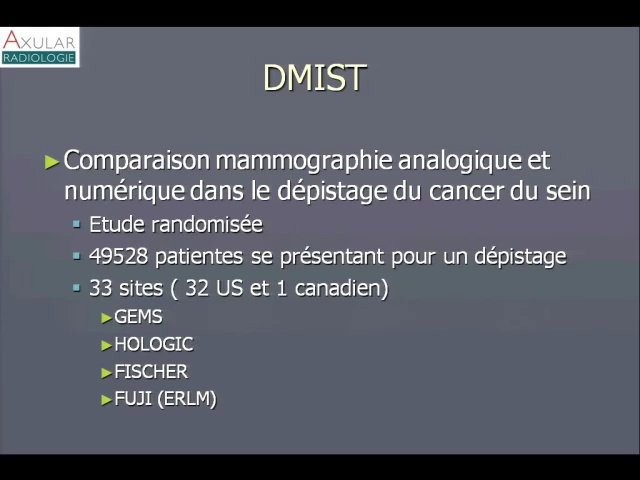 AXULAR
RADIOLOGIE
DMIST
►Comparaison mammographie analogique et
numérique dans le dépistage du cancer du sein
▪ Etude randomisée
▪ 49528 patientes se présentant pour un dépistage
▪ 33 sites ( 32 US et 1 canadien)
►GEMS
►HOLOGIC
►FISCHER
►FUJI (ERLM)